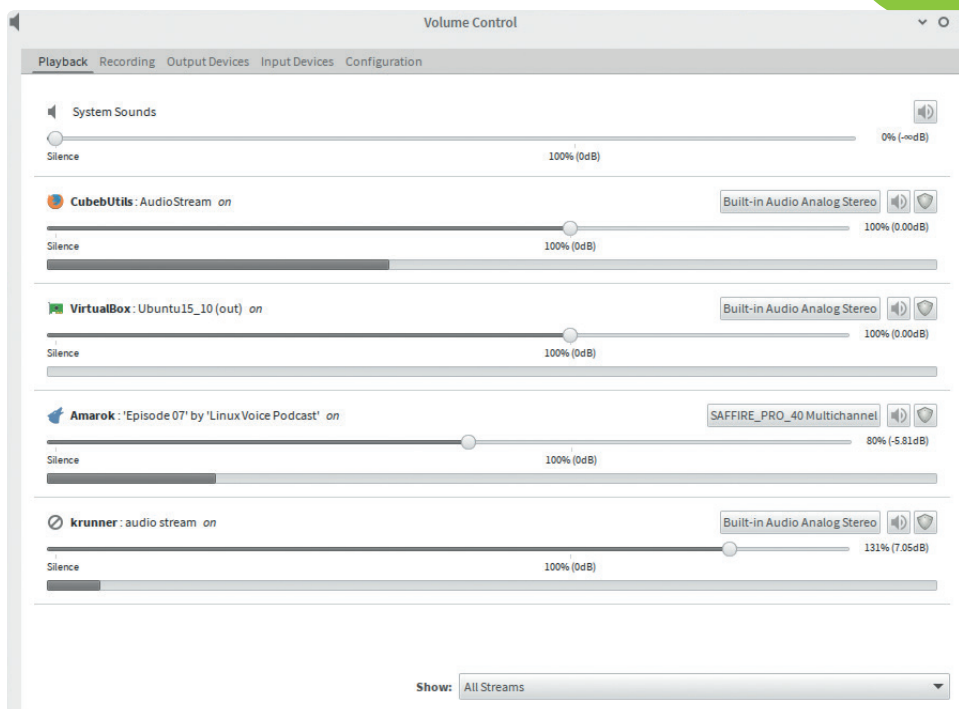 Volume Control
Playback Recording Output Devices Input Devices Configuration
System Sounds
0% (-∞dB)
Silence 100% (0dB)
CubebUtils : AudioStream on Built-in Audio Analog Stereo
100% (0.00dB)
Silence 100% (0dB)
VirtualBox : Ubuntu15_10 (out) on Built-in Audio Analog Stereo
100% (0.00dB)
Silence 100% (0dB)
Amarok : 'Episode 07' by 'Linux Voice Podcast' on SAFFIRE_PRO_40 Multichannel
80% (-5.81dB)
Silence 100% (0dB)
krunner : audio stream on Built-in Audio Analog Stereo
131% (7.05dB)
Silence 100% (0dB)
Show: All Streams